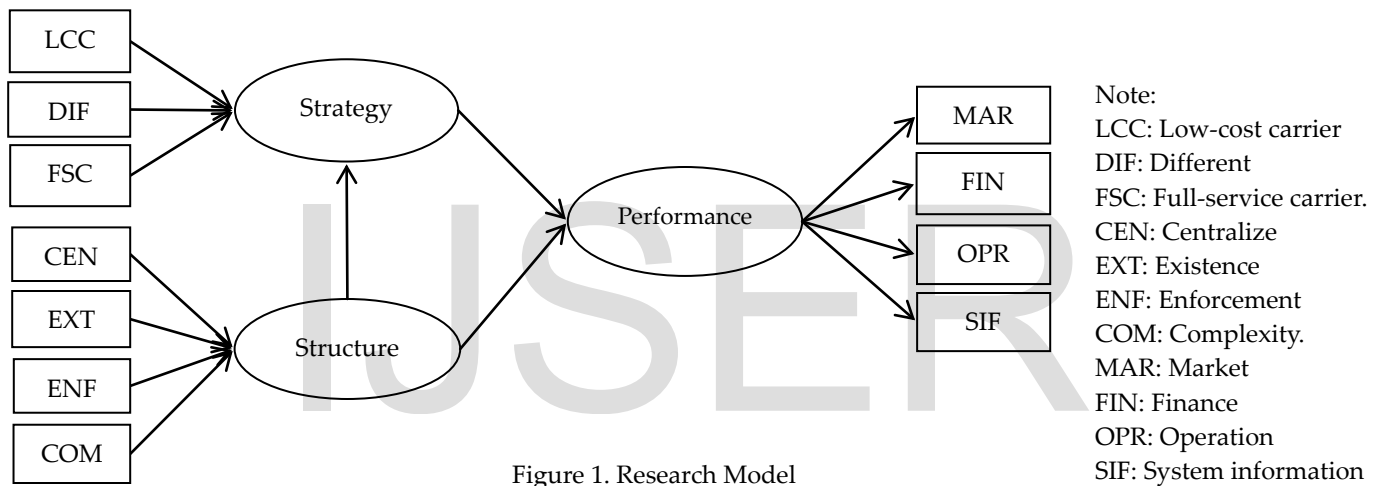 LCC
DIF
FSC
CEN
EXT
ENF
COM
Strategy
Structure
Performance
MAR
FIN
OPR
SIF
Note:
LCC: Low-cost carrier
DIF: Different
FSC: Full-service carrier.
CEN: Centralize
EXT: Existence
ENF: Enforcement
COM: Complexity.
MAR: Market
FIN: Finance
OPR: Operation
SIF: System information
IJSER
Figure 1. Research Model